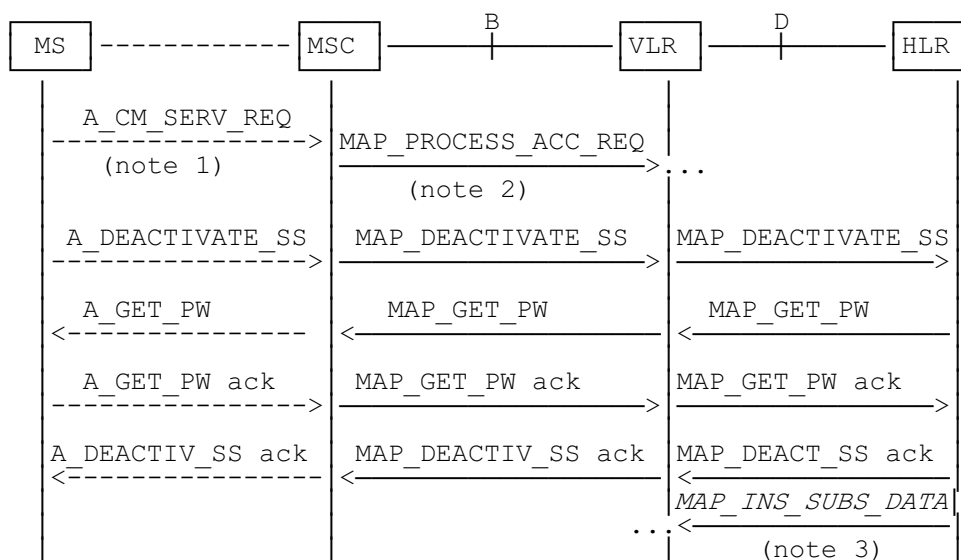 B D
MS MSC VLR HLR
A_CM_SERV_REQ
MAP_PROCESS_ACC_REQ
(note 1) ...
(note 2)
A_DEACTIVATE_SS MAP_DEACTIVATE_SS MAP_DEACTIVATE_SS
A_GET_PW MAP_GET_PW MAP_GET_PW
A_GET_PW ack MAP_GET_PW ack MAP_GET_PW ack
A_DEACTIV_SS ack MAP_DEACTIV_SS ack MAP_DEACT_SS ack
MAP_INS_SUBS_DATA
...
(note 3)